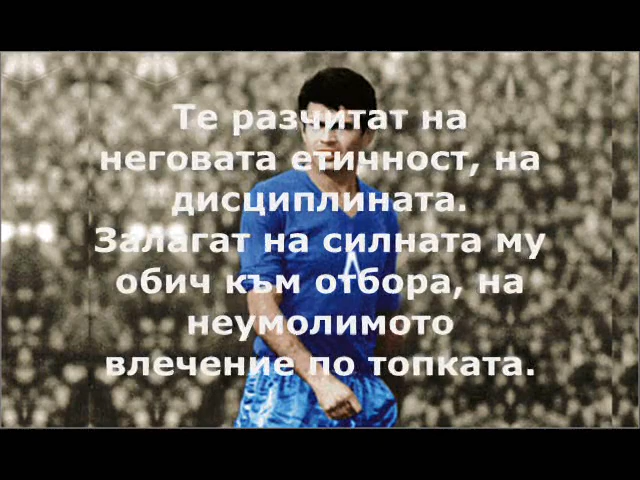 Те разчитат на
неговата етичност, на
дисциплината.
Залагат на силната му
обич към отбора, на
неумолимото
влечение по топката.
Л